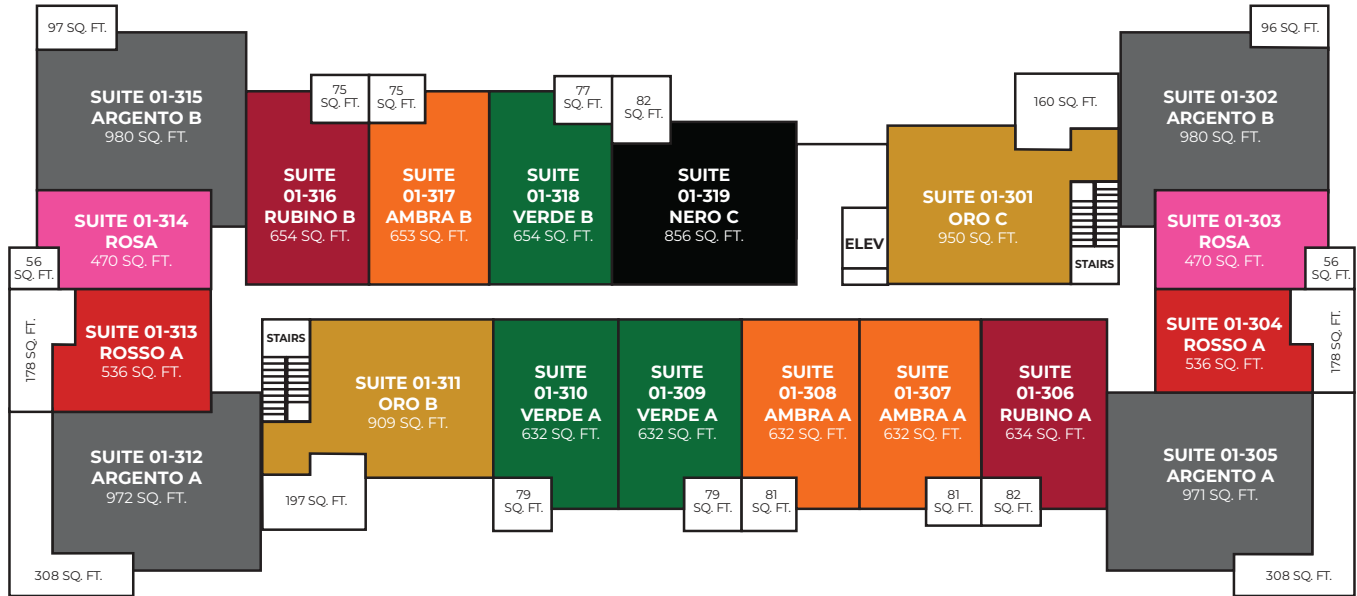 97 SQ. FT.
SUITE 01-315
ARGENTO B
980 SQ. FT.
75
SQ. FT.
SUITE
01-316
RUBINO B
654 SQ. FT.
75
SQ. FT.
SUITE
01-317
AMBRA B
653 SQ. FT.
77
SQ. FT.
SUITE
01-318
VERDE B
654 SQ. FT.
82
SQ. FT.
SUITE
01-319
NERO C
856 SQ. FT.
ELEV
160 SQ. FT.
SUITE 01-301
ORO C
950 SQ. FT.
STAIRS
96 SQ. FT.
SUITE 01-302
ARGENTO B
980 SQ. FT.
SUITE 01-314
ROSA
470 SQ. FT.
56
SQ. FT.
SUITE 01-303
ROSA
470 SQ. FT.
56
SQ. FT.
178 SQ. FT.
SUITE 01-313
ROSSO A
536 SQ. FT.
SUITE 01-304
ROSSO A
536 SQ. FT.
178 SQ. FT.
SUITE 01-312
ARGENTO A
972 SQ. FT.
308 SQ. FT.
STAIRS
SUITE 01-311
ORO B
909 SQ. FT.
197 SQ. FT.
SUITE
01-310
VERDE A
632 SQ. FT.
79
SQ. FT.
SUITE
01-309
VERDE A
632 SQ. FT.
79
SQ. FT.
SUITE
01-308
AMBRA A
632 SQ. FT.
81
SQ. FT.
SUITE
01-307
AMBRA A
632 SQ. FT.
81
SQ. FT.
SUITE
01-306
RUBINO A
634 SQ. FT.
82
SQ. FT.
SUITE 01-305
ARGENTO A
971 SQ. FT.
308 SQ. FT.